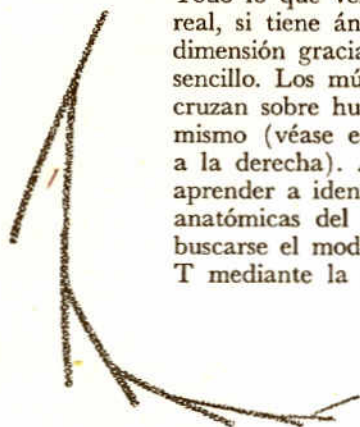 real, si tiene án
dimensión gracia
sencillo. Los mú
cruzan sobre hu
mismo (véase e
a la derecha). A
aprender a iden
anatómicas del
buscarse el mod
T mediante la